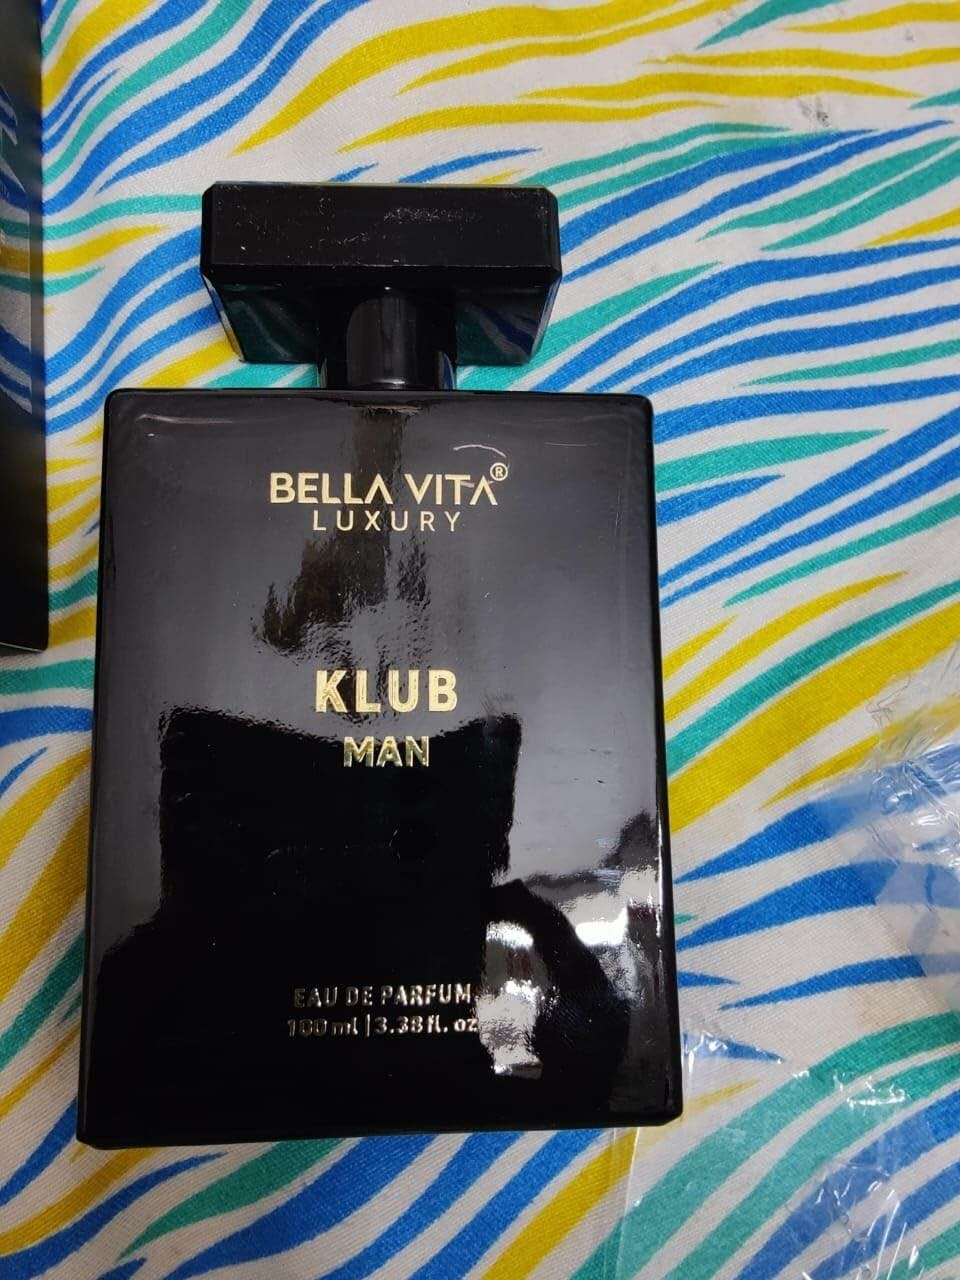 BELLA VITA®
LUXURY
KLUB
MAN
EAU DE PARFUM
100 ml | 3.38 fl. oz